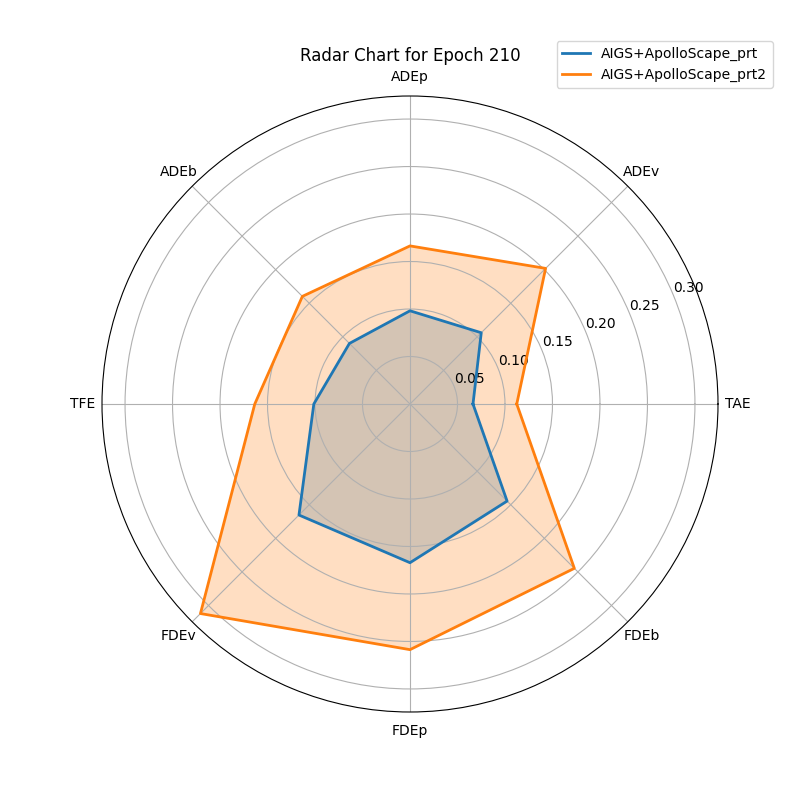 Radar Chart for Epoch 210
AIGS+ApolloScape_prt
AIGS+ApolloScape_prt2
ADEp
ADEb
ADEv
0.30
0.25
0.20
0.15
0.10
0.05
TFE
TAE
FDEv
FDEb
FDEp